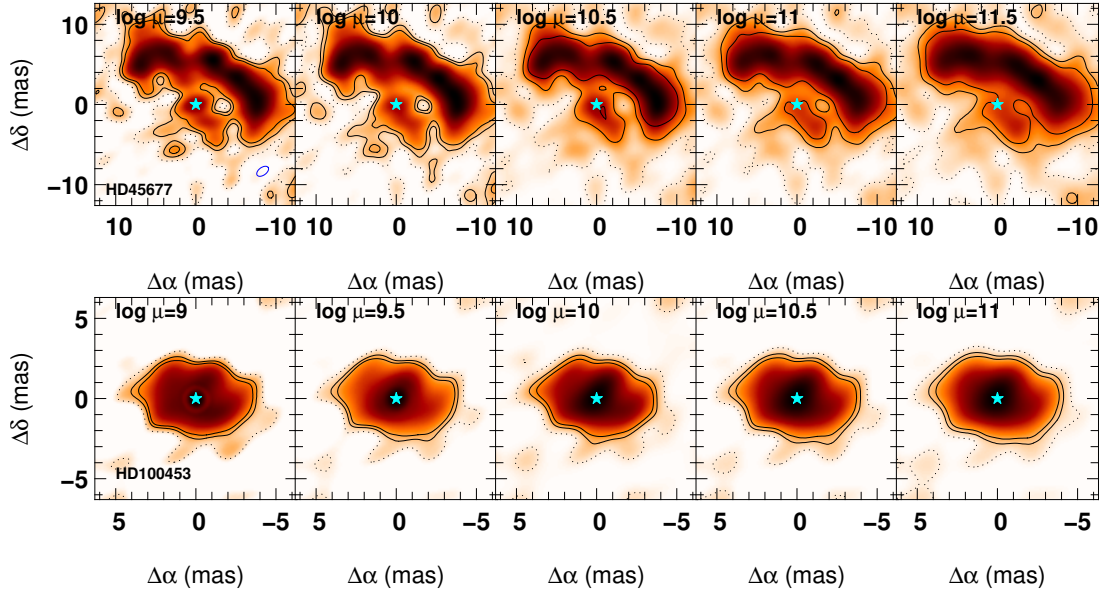 log μ=9.5 log μ=10 log μ=10.5 log μ=11 log μ=11.5
10
0
−10
Δδ (mas)
HD45677
10 0 −10 10 0 −10 10 0 −10 10 0 −10 10 0 −10
Δα (mas) Δα (mas) Δα (mas) Δα (mas) Δα (mas)
log μ=9 log μ=9.5 log μ=10 log μ=10.5 log μ=11
5
0
−5
Δδ (mas)
HD100453
5 0 −5 5 0 −5 5 0 −5 5 0 −5 5 0 −5
Δα (mas) Δα (mas) Δα (mas) Δα (mas) Δα (mas)